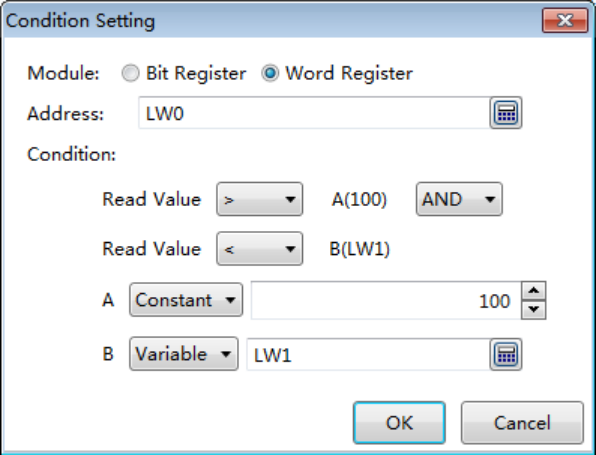 Condition Setting
Module: Bit Register Word Register
Address: LW0
Condition:
Read Value > A(100) AND
Read Value < B(LW1)
A Constant 100
B Variable LW1
OK Cancel